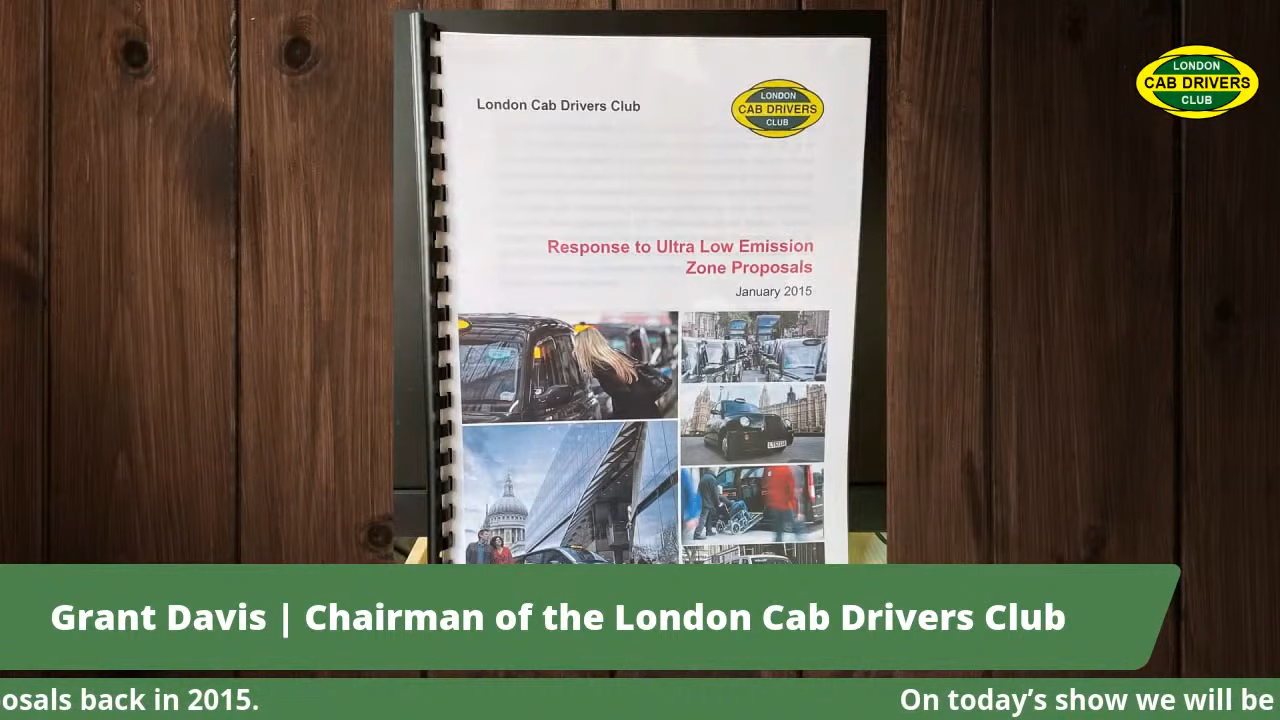 London Cab Drivers Club
LONDON
CAB DRIVERS
CLUB
LONDON
CAB DRIVERS
CLUB
Response to Ultra Low Emission
Zone Proposals
January 2015
Grant Davis | Chairman of the London Cab Drivers Club
osals back in 2015.
On today’s show we will be